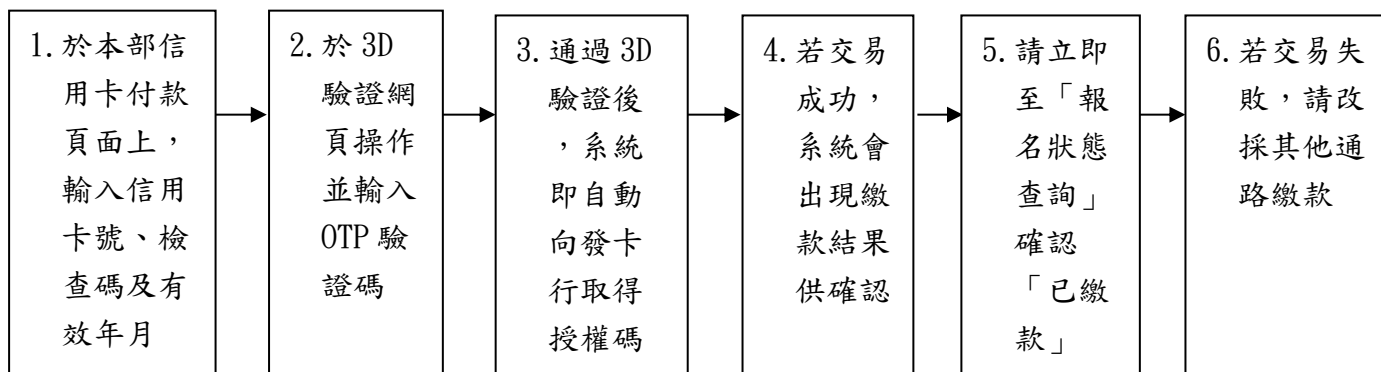 1.於本部信
用卡付款
頁面上，
輸入信用
卡號、檢
查碼及有
效年月
2.於 3D
驗證網
頁操作
並輸入
OTP 驗
證碼
3.通過 3D
驗證後
，系統
即自動
向發卡
行取得
授權碼
4.若交易
成功，
系統會
出現繳
款結果
供確認
5.請立即
至「報
名狀態
查詢」
確認
「已繳
款」
6.若交易失
敗，請改
採其他通
路繳款